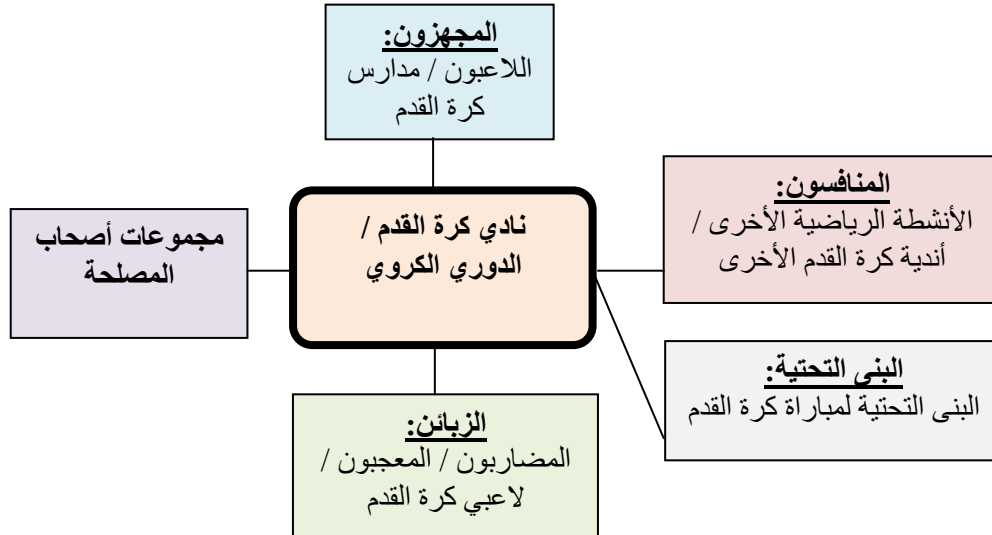 المجهزون:
اللاعبون / مدارس
كرة القدم
المنافسون:
الأنشطة الرياضية الأخرى /
أندية كرة القدم الأخرى
نادي كرة القدم /
الدوري الكروي
مجموعات أصحاب
المصلحة
البنى التحتية:
البنى التحتية لمباراة كرة القدم
الزبائن:
المضاربون / المعجبون /
لاعبي كرة القدم